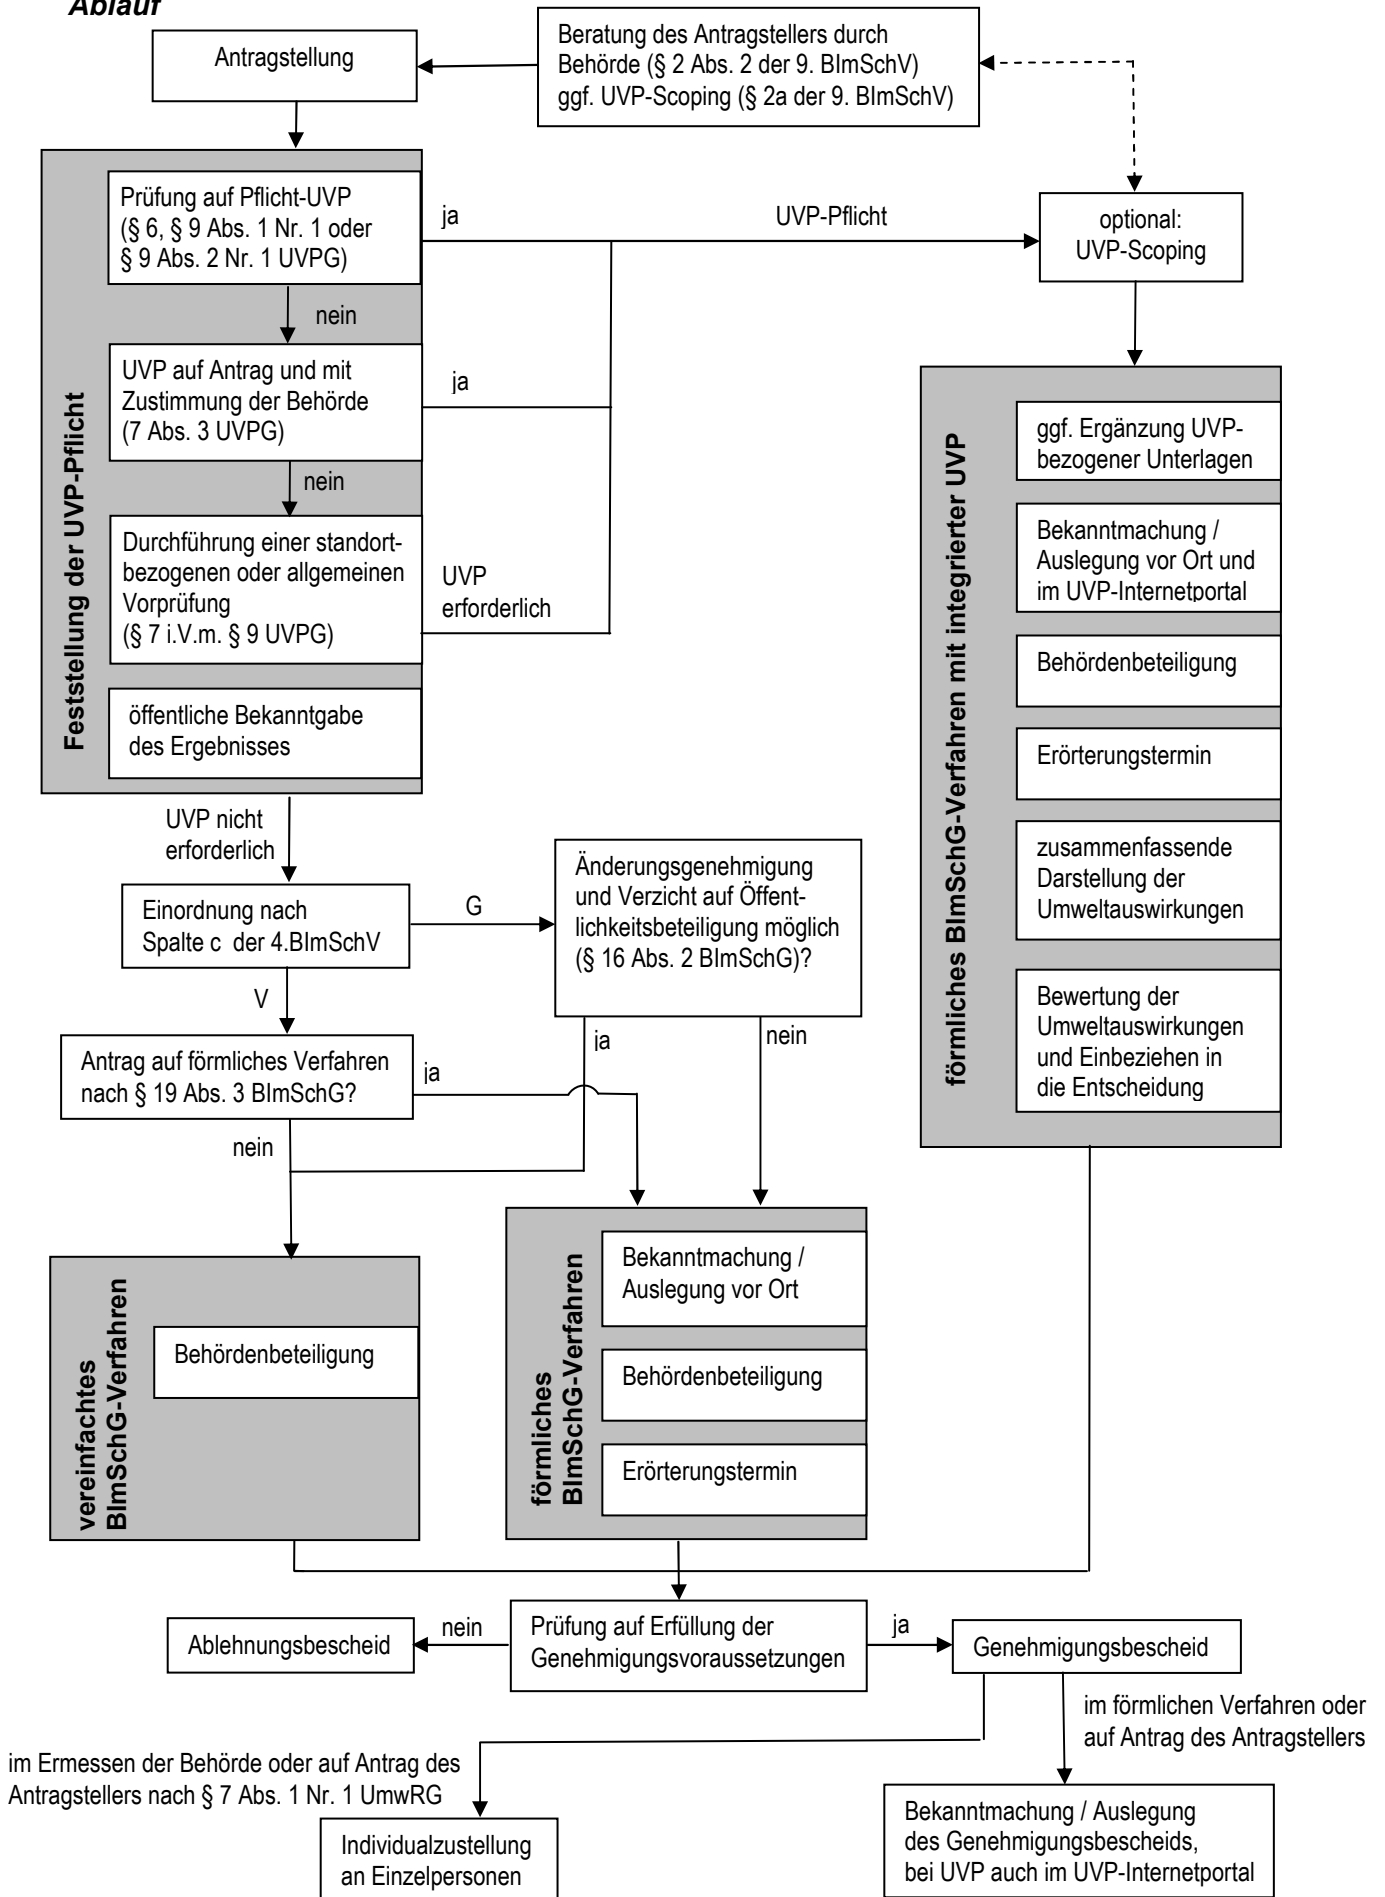 Ablauf
Antragstellung
Beratung des Antragstellers durch
Behörde (§ 2 Abs. 2 der 9. BImSchV)
ggf. UVP-Scoping (§ 2a der 9. BImSchV)
Feststellung der UVP-Pflicht
Prüfung auf Pflicht-UVP
(§ 6, § 9 Abs. 1 Nr. 1 oder
§ 9 Abs. 2 Nr. 1 UVPG)
ja
UVP-Pflicht
optional:
UVP-Scoping
nein
UVP auf Antrag und mit
Zustimmung der Behörde
(7 Abs. 3 UVPG)
ja
nein
Durchführung einer standort-
bezogenen oder allgemeinen
Vorprüfung
(§ 7 i.V.m. § 9 UVPG)
UVP
erforderlich
öffentliche Bekanntgabe
des Ergebnisses
förmliches BImSchG-Verfahren mit integrierter UVP
ggf. Ergänzung UVP-
bezogener Unterlagen
Bekanntmachung /
Auslegung vor Ort und
im UVP-Internetportal
Behördenbeteiligung
Erörterungstermin
zusammenfassende
Darstellung der
Umweltauswirkungen
Bewertung der
Umweltauswirkungen
und Einbeziehen in
die Entscheidung
UVP nicht
erforderlich
Einordnung nach
Spalte c der 4.BImSchV
G
Änderungsgenehmigung
und Verzicht auf Öffent-
lichkeitsbeteiligung möglich
(§ 16 Abs. 2 BImSchG)?
V
ja
nein
Antrag auf förmliches Verfahren
nach § 19 Abs. 3 BImSchG?
ja
nein
vereinfachtes
BImSchG-Verfahren
Behördenbeteiligung
förmliches
BImSchG-Verfahren
Bekanntmachung /
Auslegung vor Ort
Behördenbeteiligung
Erörterungstermin
Ablehnungsbescheid
nein
Prüfung auf Erfüllung der
Genehmigungsvoraussetzungen
ja
Genehmigungsbescheid
im förmlichen Verfahren oder
auf Antrag des Antragstellers
im Ermessen der Behörde oder auf Antrag des
Antragstellers nach § 7 Abs. 1 Nr. 1 UmwRG
Individualzustellung
an Einzelpersonen
Bekanntmachung / Auslegung
des Genehmigungsbescheids,
bei UVP auch im UVP-Internetportal